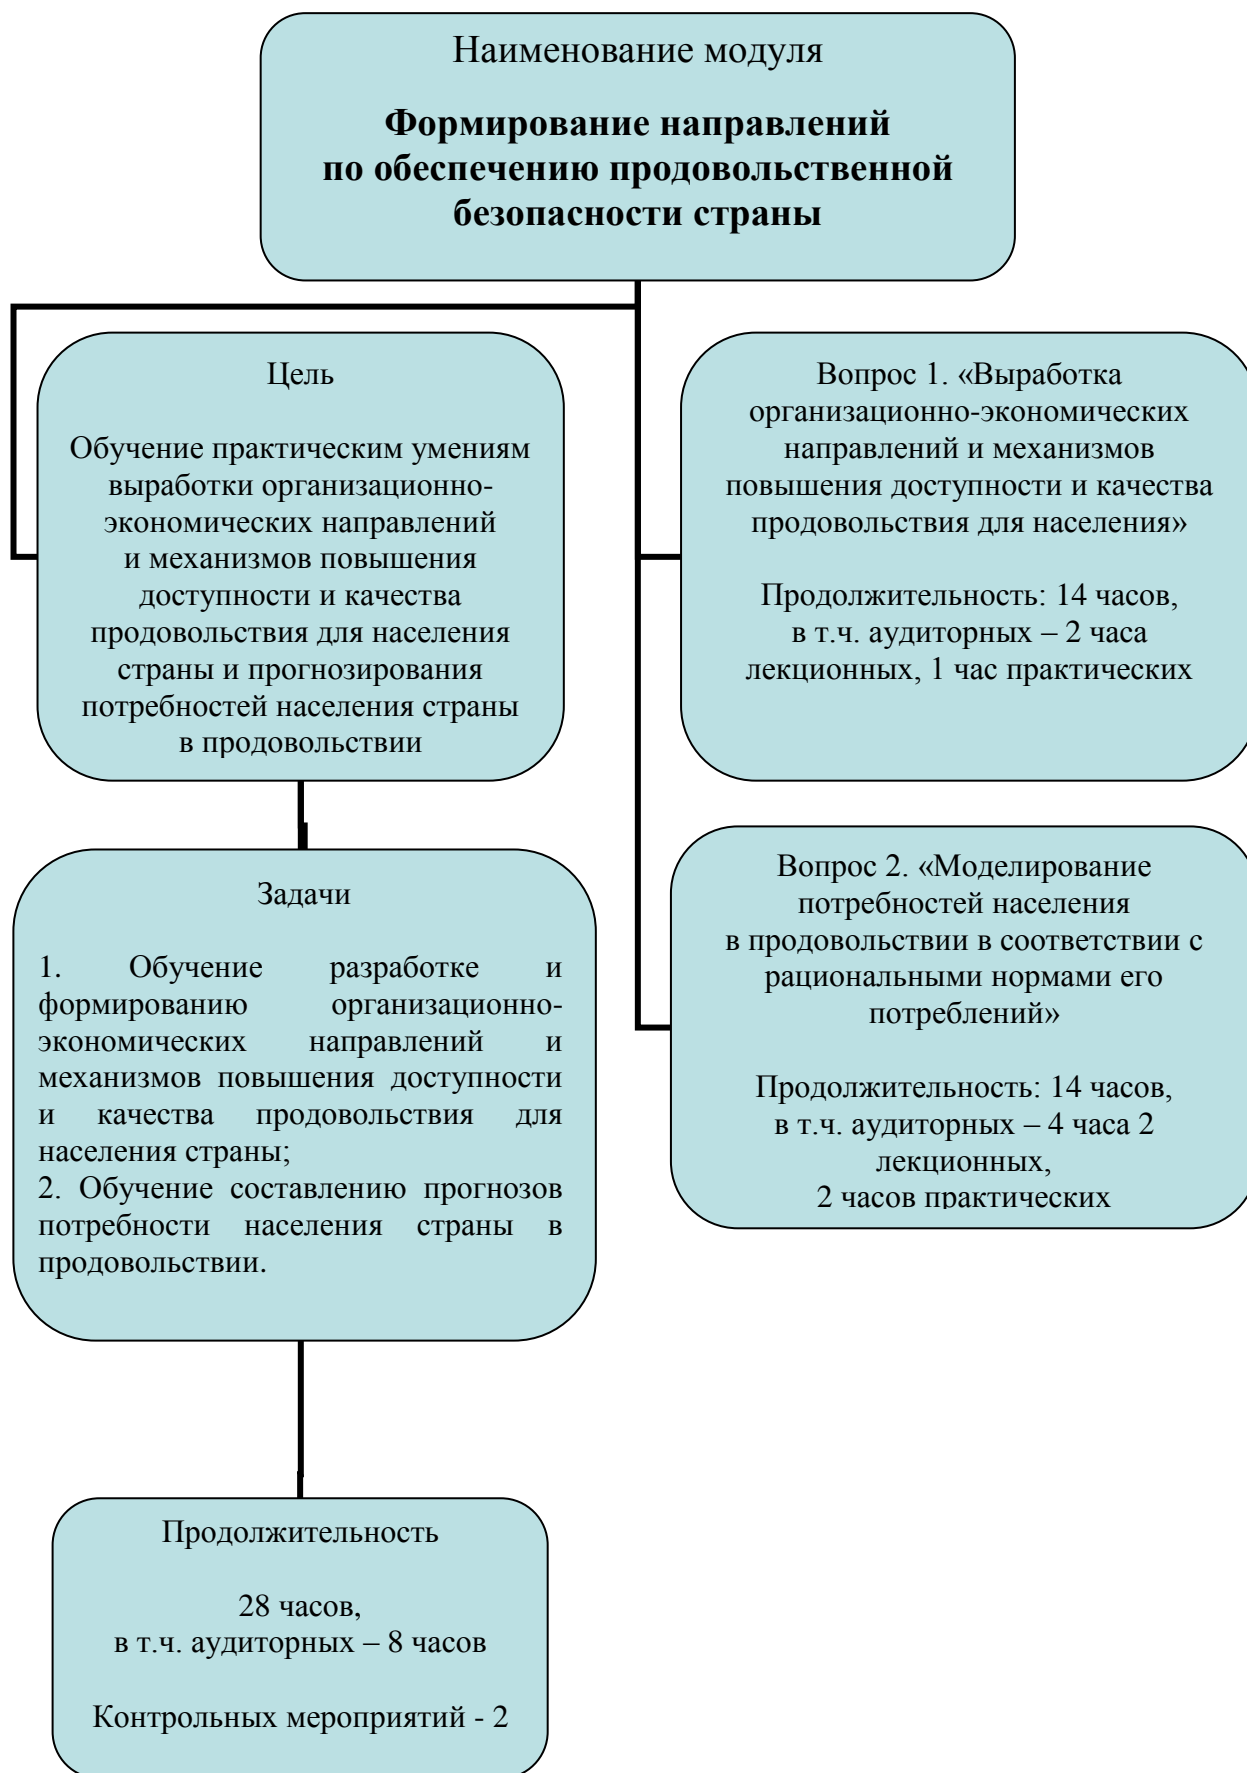 Наименование модуля
Формирование направлений
по обеспечению продовольственной
безопасности страны
Цель
Обучение практическим умениям
выработки организационно-
экономических направлений
и механизмов повышения
доступности и качества
продовольствия для населения
страны и прогнозирования
потребностей населения страны
в продовольствии
Задачи
1. Обучение разработке и
формированию организационно-
экономических направлений и
механизмов повышения доступности
и качества продовольствия для
населения страны;
2. Обучение составлению прогнозов
потребности населения страны в
продовольствии.
Продолжительность
28 часов,
в т.ч. аудиторных – 8 часов
Контрольных мероприятий - 2
Вопрос 1. «Выработка
организационно-экономических
направлений и механизмов
повышения доступности и качества
продовольствия для населения»
Продолжительность: 14 часов,
в т.ч. аудиторных – 2 часа
лекционных, 1 час практических
Вопрос 2. «Моделирование
потребностей населения
в продовольствии в соответствии с
рациональными нормами его
потреблений»
Продолжительность: 14 часов,
в т.ч. аудиторных – 4 часа 2
лекционных,
2 часов практических